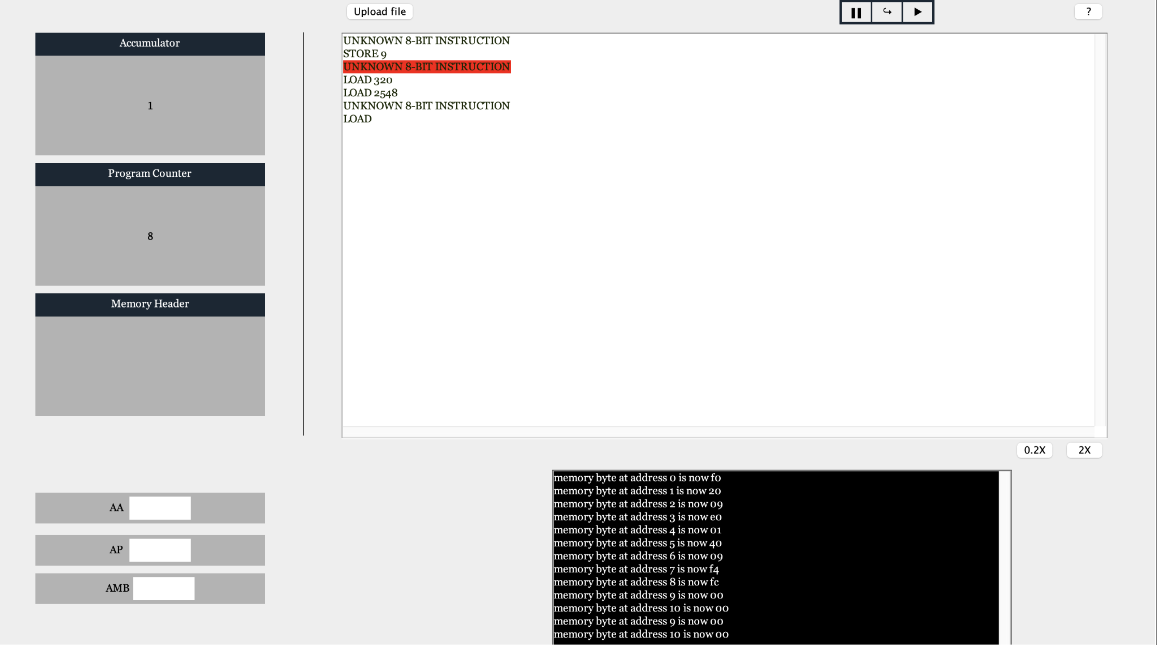 Upload file
?
Accumulator
1
Program Counter
8
Memory Header
UNKNOWN 8-BIT INSTRUCTION
STORE 9
UNKNOWN 8-BIT INSTRUCTION
LOAD 320
LOAD 2548
UNKNOWN 8-BIT INSTRUCTION
LOAD
0.2X
2X
AA
AP
AMB
memory byte at address 0 is now f0
memory byte at address 1 is now 20
memory byte at address 2 is now 09
memory byte at address 3 is now e0
memory byte at address 4 is now 01
memory byte at address 5 is now 40
memory byte at address 6 is now 09
memory byte at address 7 is now f4
memory byte at address 8 is now fc
memory byte at address 9 is now 00
memory byte at address 10 is now 00
memory byte at address 9 is now 00
memory byte at address 10 is now 00